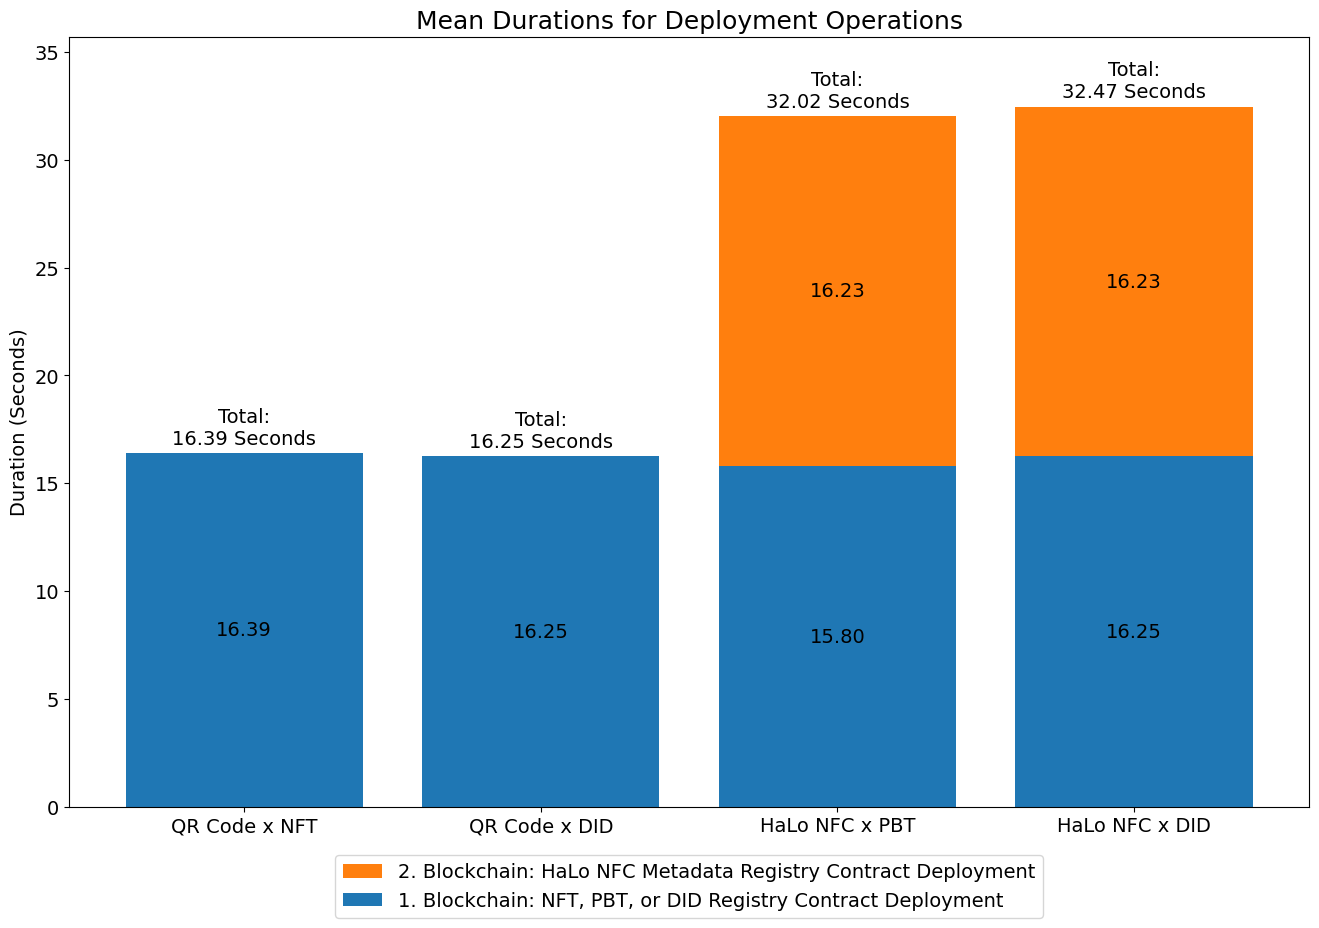 Mean Durations for Deployment Operations
Duration (Seconds)
35
30
25
20
15
10
5
0
Total:
16.39 Seconds
16.39
Total:
16.25 Seconds
16.25
Total:
32.02 Seconds
16.23
15.80
Total:
32.47 Seconds
16.23
16.25
QR Code x NFT
QR Code x DID
HaLo NFC x PBT
HaLo NFC x DID
2. Blockchain: HaLo NFC Metadata Registry Contract Deployment
1. Blockchain: NFT, PBT, or DID Registry Contract Deployment